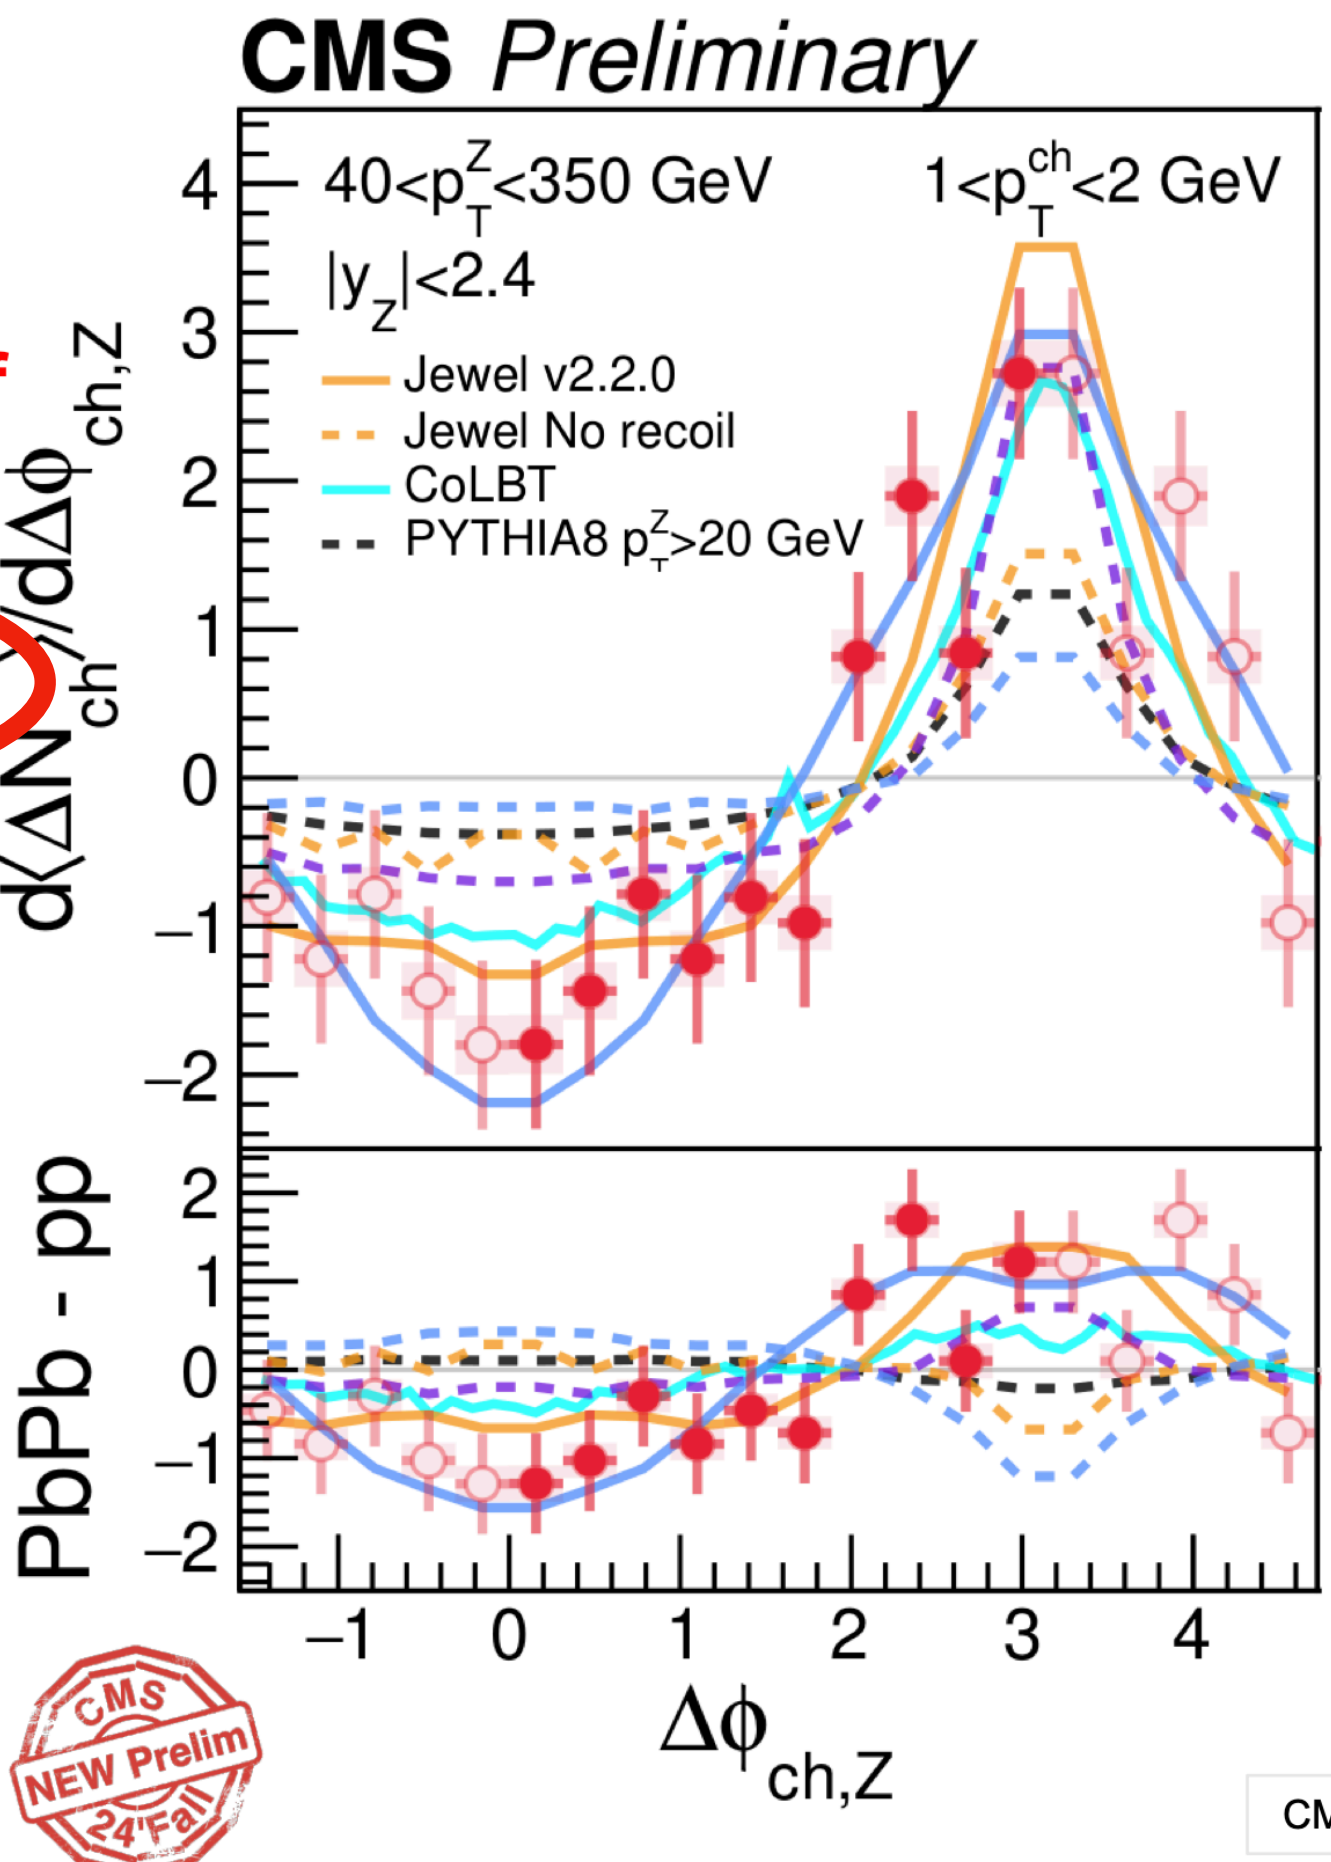 CMS Preliminary
40<p_T^Z<350 GeV
1<p_T^ch<2 GeV
|y_Z|<2.4
Jewel v2.2.0
Jewel No recoil
CoLBT
PYTHIA8 p_T^Z>20 GeV
d⟨ΔN_ch⟩/dΔϕ_ch,Z
4
3
2
1
0
−1
−2
PbPb - pp
2
1
0
−1
−2
−1 0 1 2 3 4
Δϕ_ch,Z
CMS
NEW Prelim
24'Fall